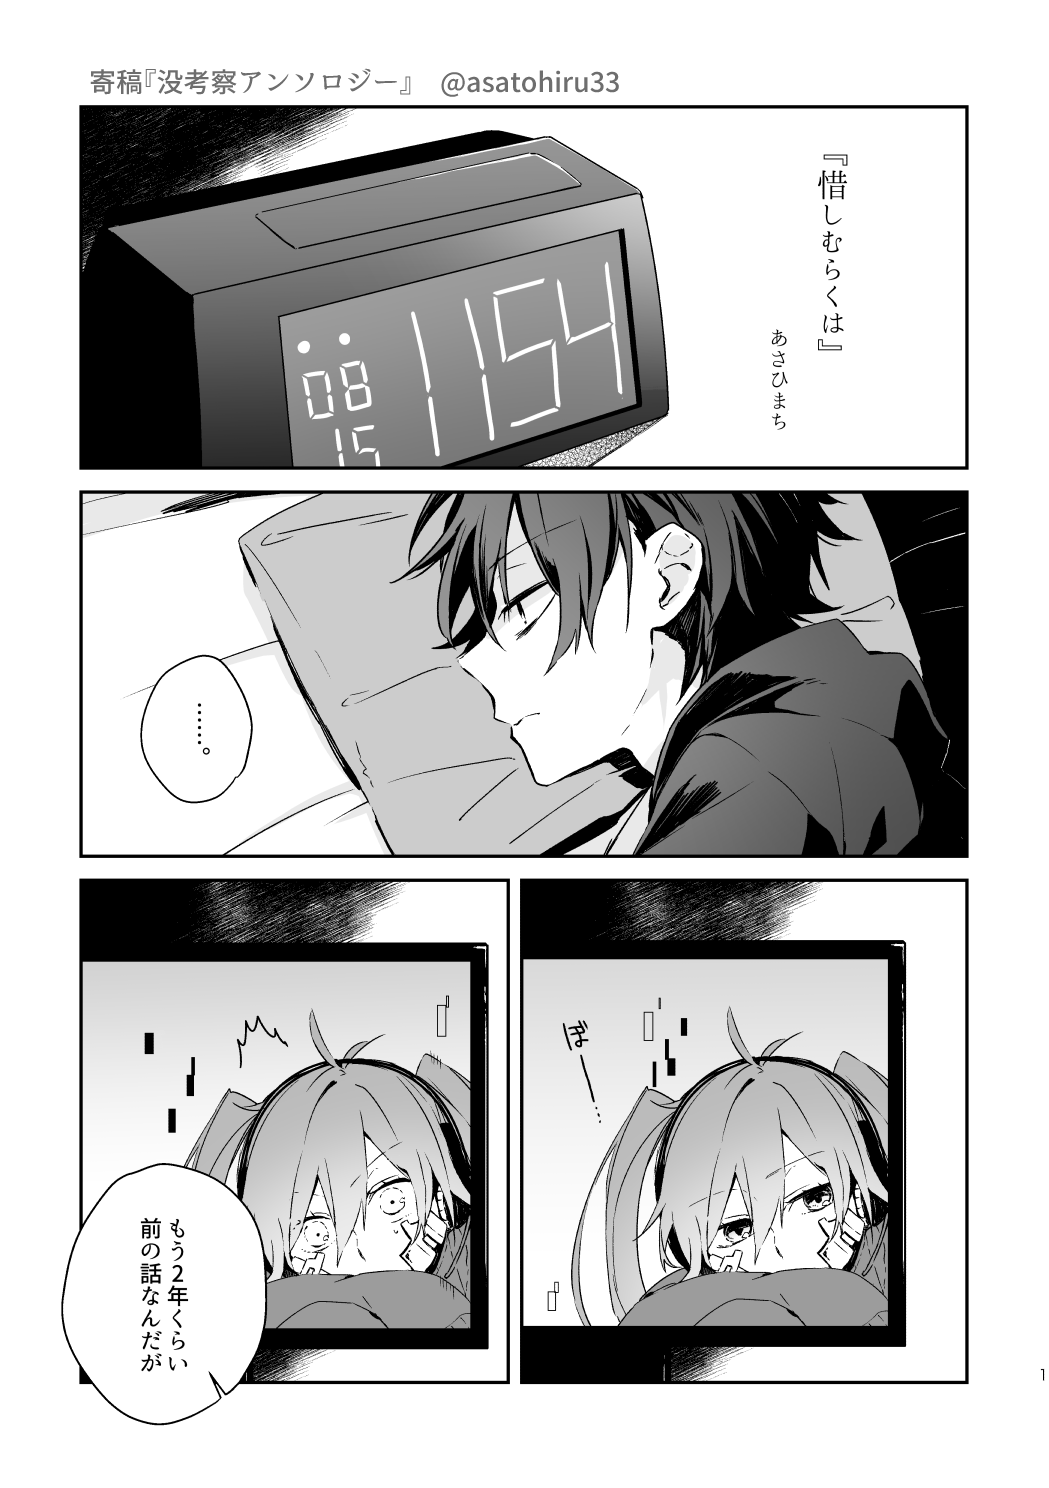 寄稿『没考察アンソロジー』 @asatohiru33
『惜しむらくは』
あさひまち
08
15
1154
……。
ぼーー…
もう2年くらい
前の話なんだが
1